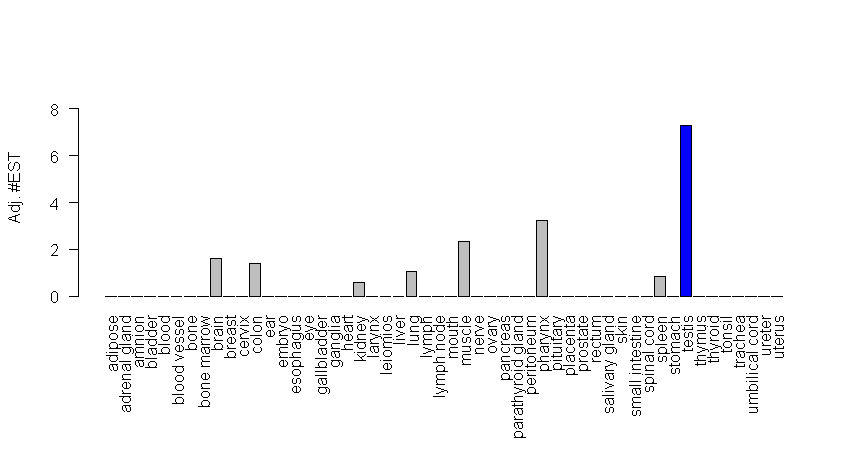 Adj. #EST
8
6
4
2
0
adipose
adrenal gland
amnion
bladder
blood
blood vessel
bone
bone marrow
brain
breast
cervix
colon
ear
embryo
esophagus
eye
gallbladder
ganglia
heart
kidney
larynx
leiomios
liver
lung
lymph
lymph node
mouth
muscle
nerve
ovary
pancreas
parathyroid gland
peritoneum
pharynx
pituitary
placenta
prostate
rectum
salivary gland
skin
small intestine
spinal cord
spleen
stomach
testis
thymus
thyroid
tonsil
trachea
umbilical cord
ureter
uterus